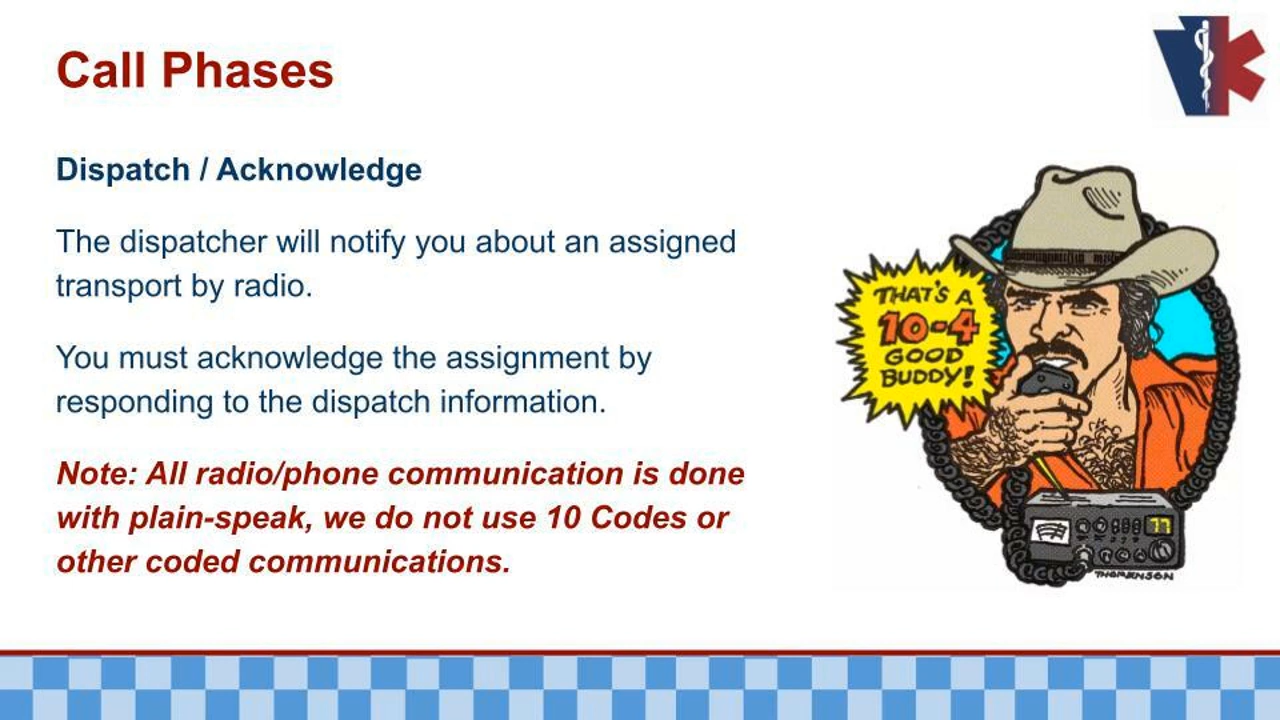 Call Phases
Dispatch / Acknowledge
The dispatcher will notify you about an assigned
transport by radio.
You must acknowledge the assignment by
responding to the dispatch information.
Note: All radio/phone communication is done
with plain-speak, we do not use 10 Codes or
other coded communications.
THAT'S A
10-4
GOOD
BUDDY!
77